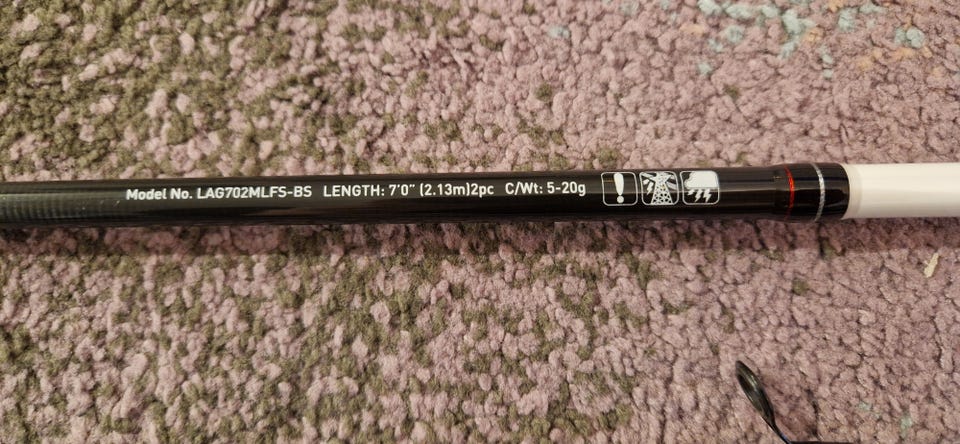 Model No. LAG702MLFS-BS LENGTH: 7'0" (2.13m)2pc C/Wt: 5-20g